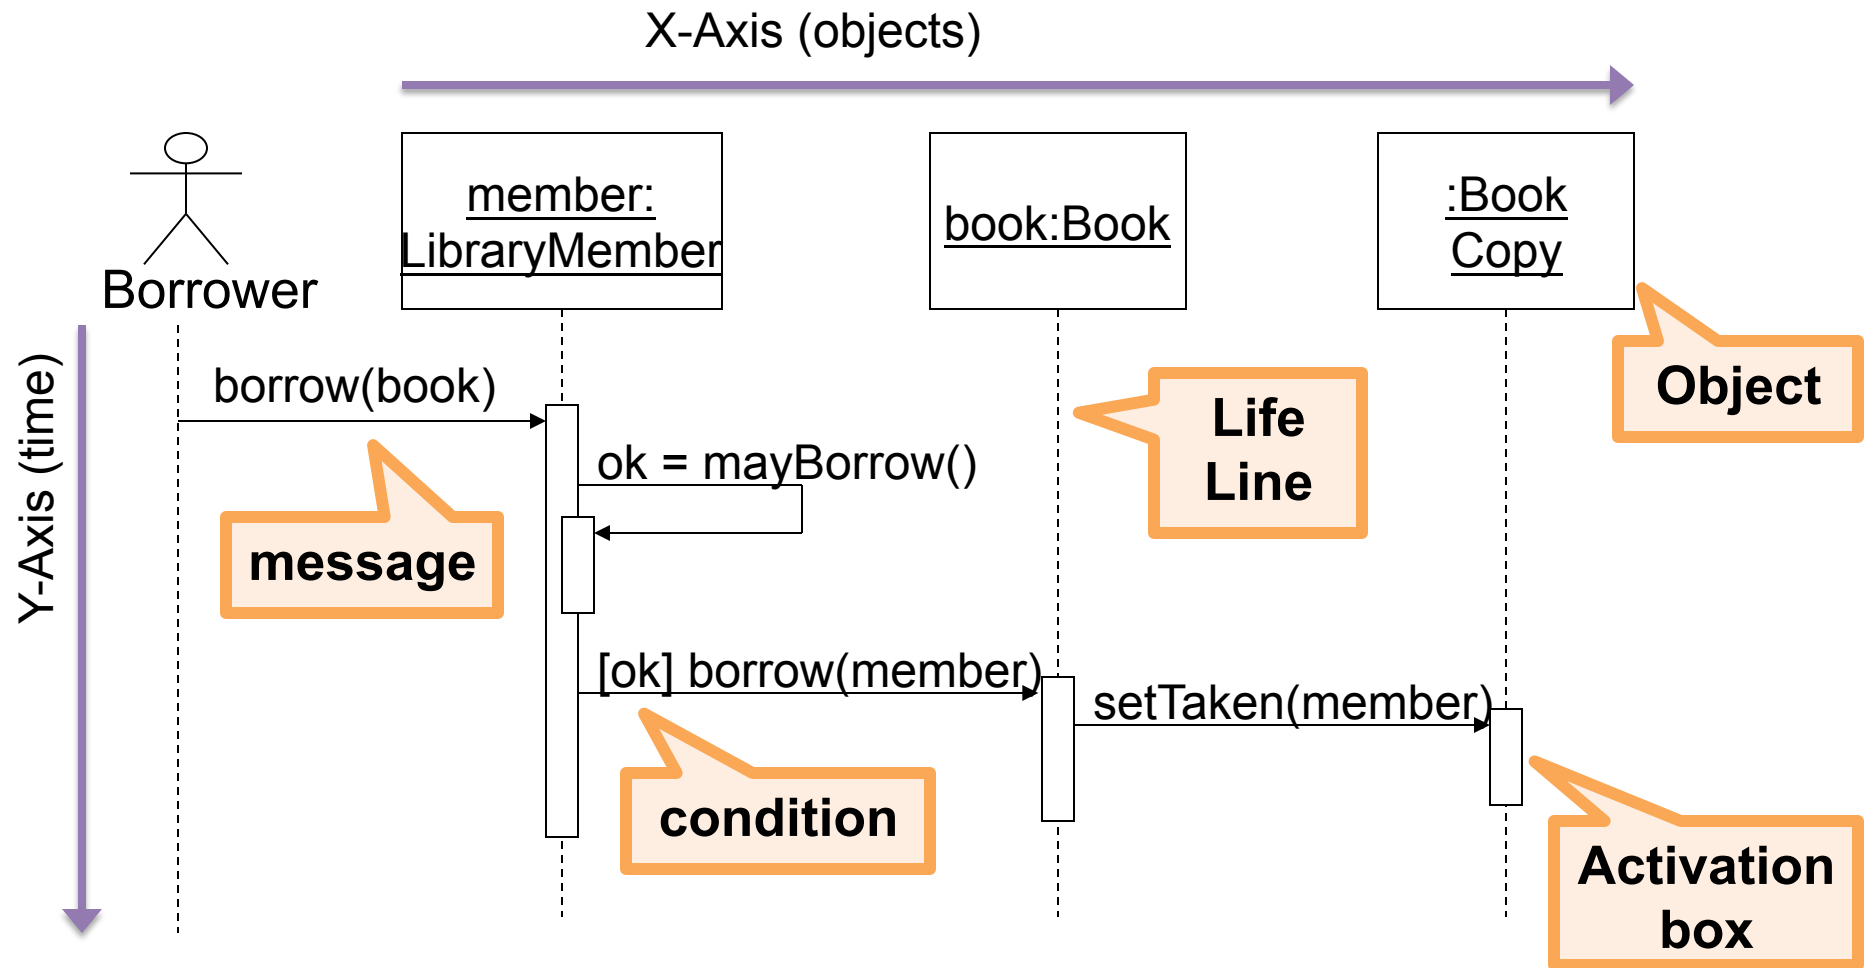 X-Axis (objects)
member:
LibraryMember
book:Book
:Book
Copy
Borrower
Y-Axis (time)
Object
borrow(book)
Life
Line
ok = mayBorrow()
message
[ok] borrow(member)
setTaken(member)
condition
Activation
box